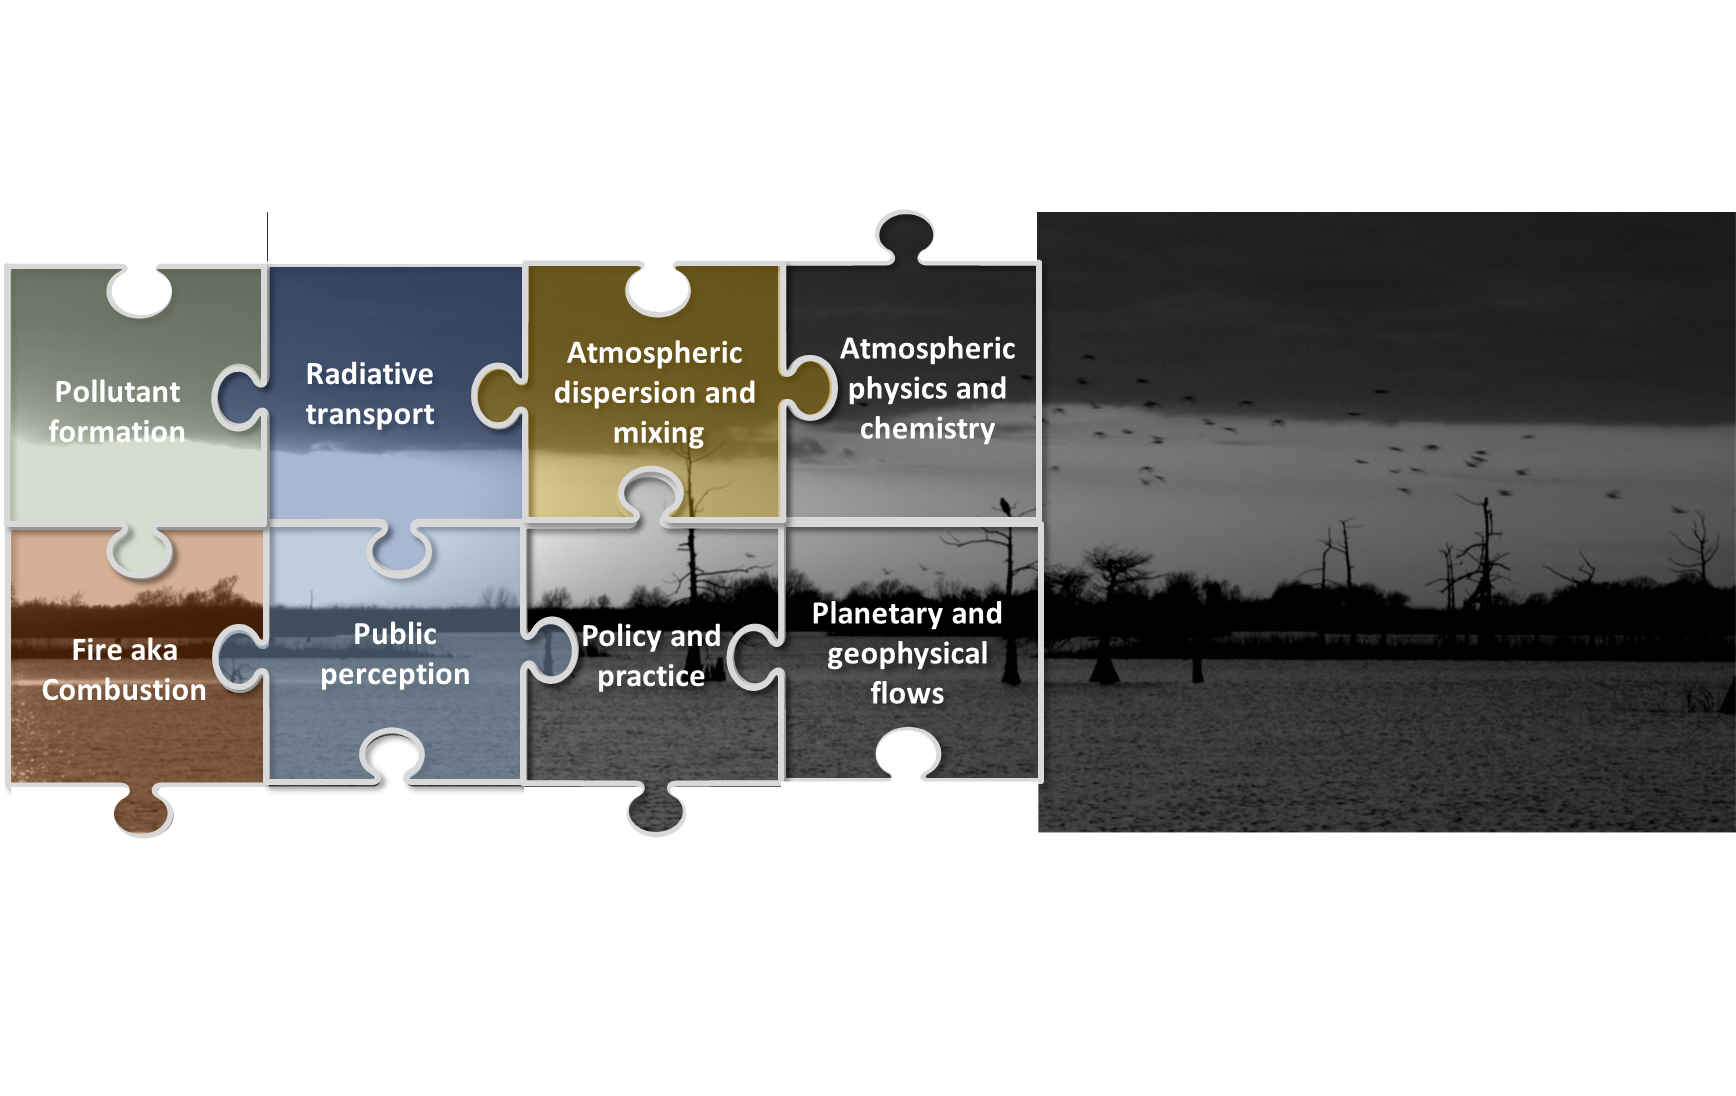 Pollutant
formation
Radiative
transport
Atmospheric
dispersion and
mixing
Atmospheric
physics and
chemistry
Fire aka
Combustion
Public
perception
Policy and
practice
Planetary and
geophysical
flows